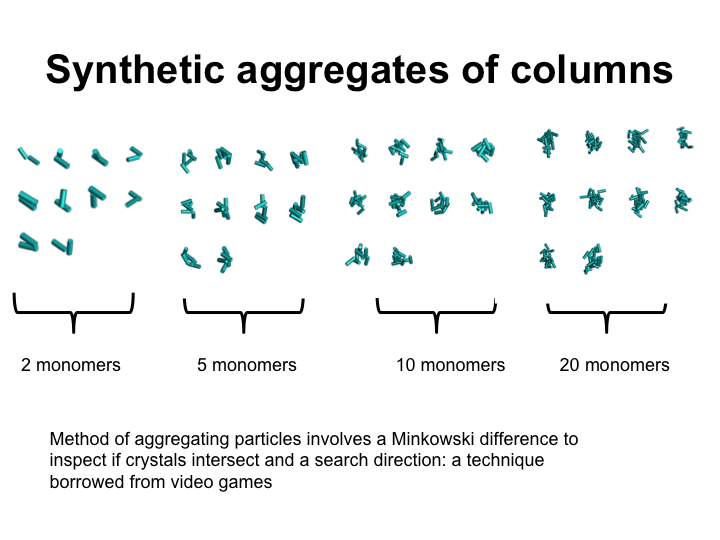 Synthetic aggregates of columns
2 monomers
5 monomers
10 monomers
20 monomers
Method of aggregating particles involves a Minkowski difference to
inspect if crystals intersect and a search direction: a technique
borrowed from video games